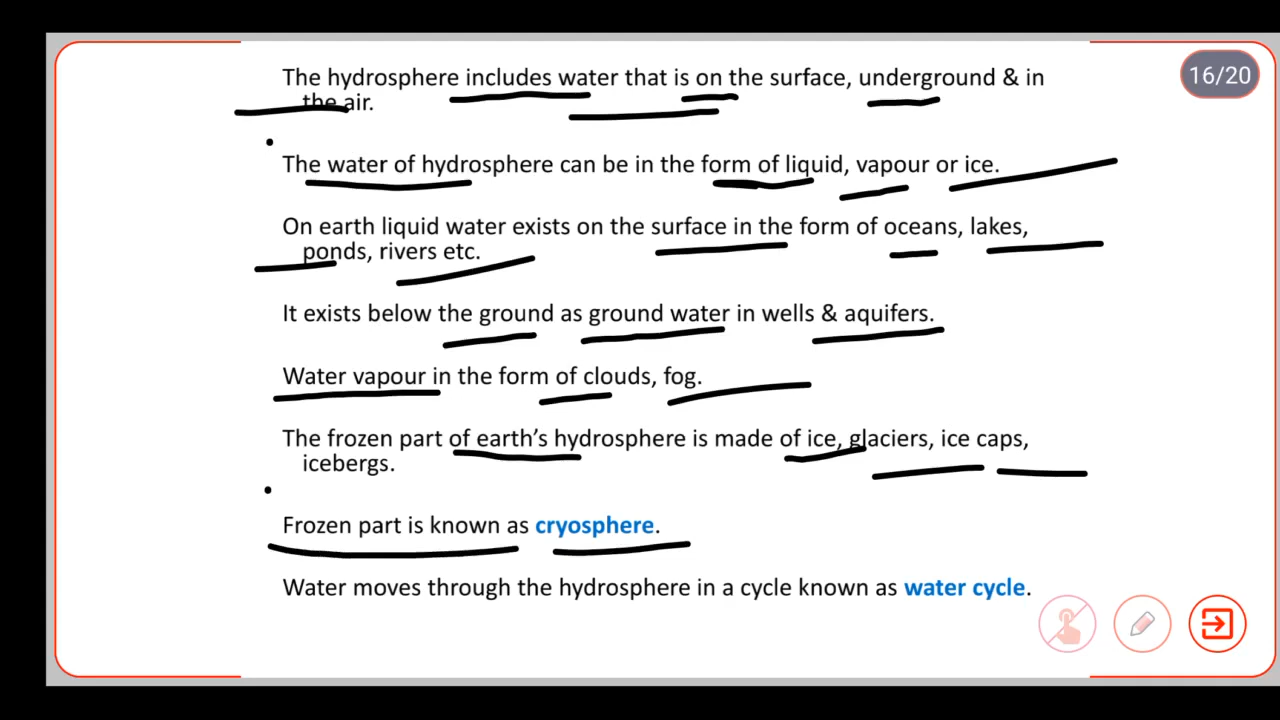 16/20
The hydrosphere includes water that is on the surface, underground & in
the air.
The water of hydrosphere can be in the form of liquid, vapour or ice.
On earth liquid water exists on the surface in the form of oceans, lakes,
ponds, rivers etc.
It exists below the ground as ground water in wells & aquifers.
Water vapour in the form of clouds, fog.
The frozen part of earth’s hydrosphere is made of ice, glaciers, ice caps,
icebergs.
Frozen part is known as cryosphere.
Water moves through the hydrosphere in a cycle known as water cycle.